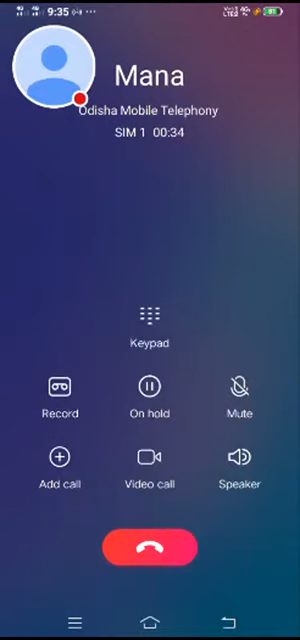 9:35
Mana
Odisha Mobile Telephony
SIM 1 00:34
Keypad
Record
On hold
Mute
Add call
Video call
Speaker